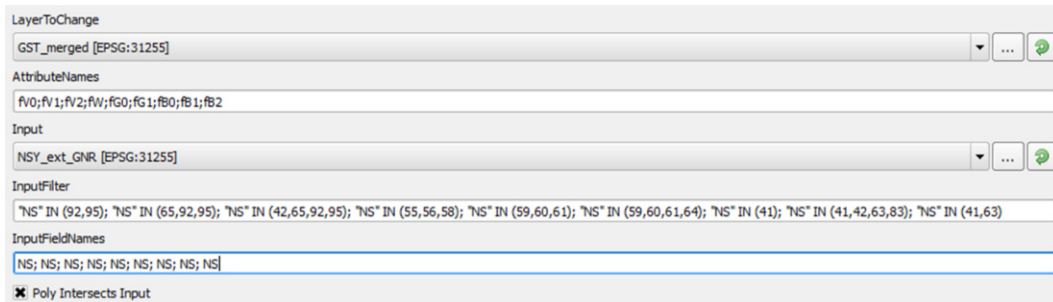 LayerToChange
GST_merged [EPSG:31255]
...
AttributeNames
fV0;fV1;fV2;fW;fG0;fG1;fB0;fB1;fB2
Input
NSY_ext_GNR [EPSG:31255]
...
InputFilter
"NS" IN (92,95); "NS" IN (65,92,95); "NS" IN (42,65,92,95); "NS" IN (55,56,58); "NS" IN (59,60,61); "NS" IN (59,60,61,64); "NS" IN (41); "NS" IN (41,42,63,83); "NS" IN (41,63)
InputFieldNames
NS; NS; NS; NS; NS; NS; NS; NS; NS
Poly Intersects Input